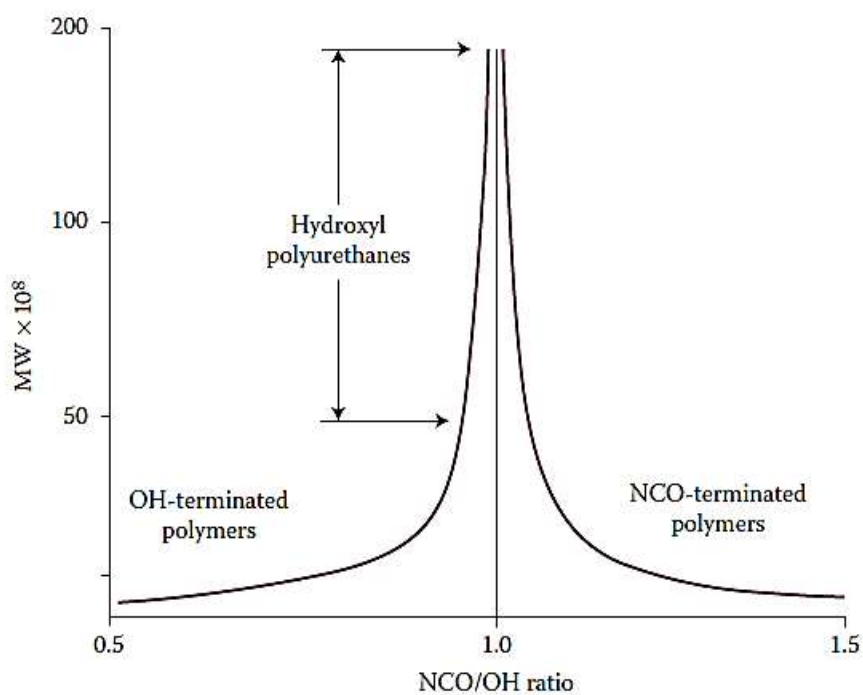 200
100
50
MW × 10⁸
Hydroxyl
polyurethanes
OH-terminated
polymers
NCO-terminated
polymers
0.5
1.0
1.5
NCO/OH ratio